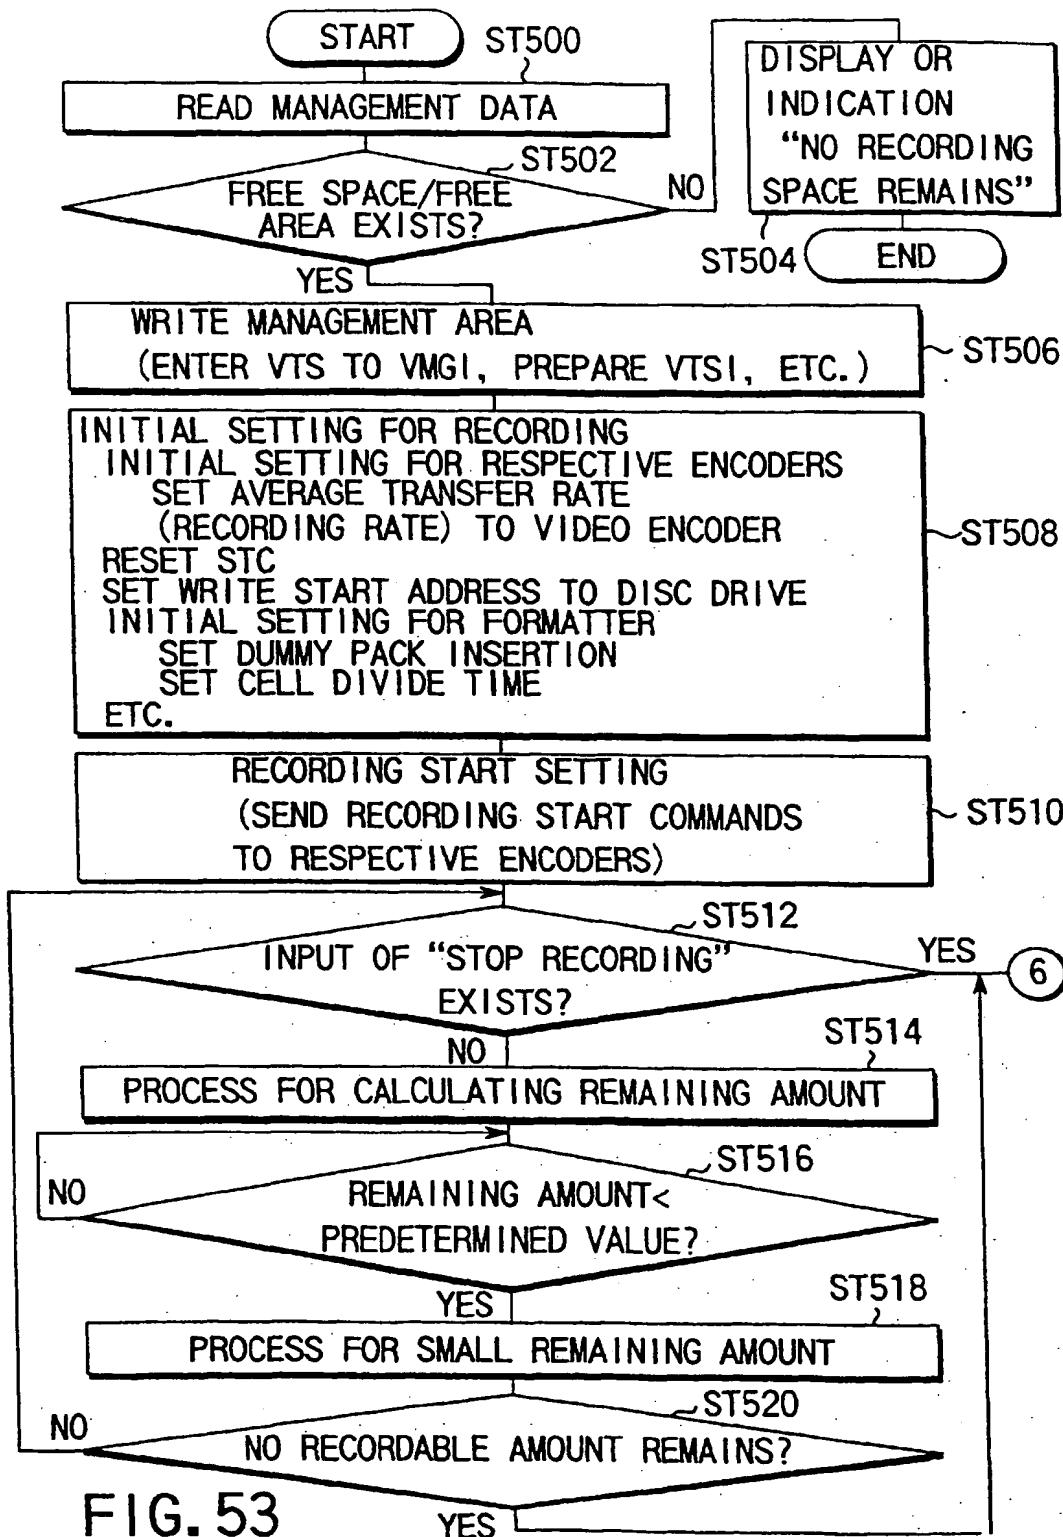 START
ST500
READ MANAGEMENT DATA
ST502
FREE SPACE/FREE
AREA EXISTS?
NO
DISPLAY OR
INDICATION
"NO RECORDING
SPACE REMAINS"
ST504
END
YES
WRITE MANAGEMENT AREA
(ENTER VTS TO VMGI, PREPARE VTSI, ETC.)
ST506
INITIAL SETTING FOR RECORDING
INITIAL SETTING FOR RESPECTIVE ENCODERS
SET AVERAGE TRANSFER RATE
(RECORDING RATE) TO VIDEO ENCODER
RESET STC
SET WRITE START ADDRESS TO DISC DRIVE
INITIAL SETTING FOR FORMATTER
SET DUMMY PACK INSERTION
SET CELL DIVIDE TIME
ETC.
ST508
RECORDING START SETTING
(SEND RECORDING START COMMANDS
TO RESPECTIVE ENCODERS)
ST510
ST512
INPUT OF "STOP RECORDING"
EXISTS?
YES
6
NO
ST514
PROCESS FOR CALCULATING REMAINING AMOUNT
ST516
NO
REMAINING AMOUNT<
PREDETERMINED VALUE?
YES
ST518
PROCESS FOR SMALL REMAINING AMOUNT
ST520
NO
NO RECORDABLE AMOUNT REMAINS?
YES
FIG. 53